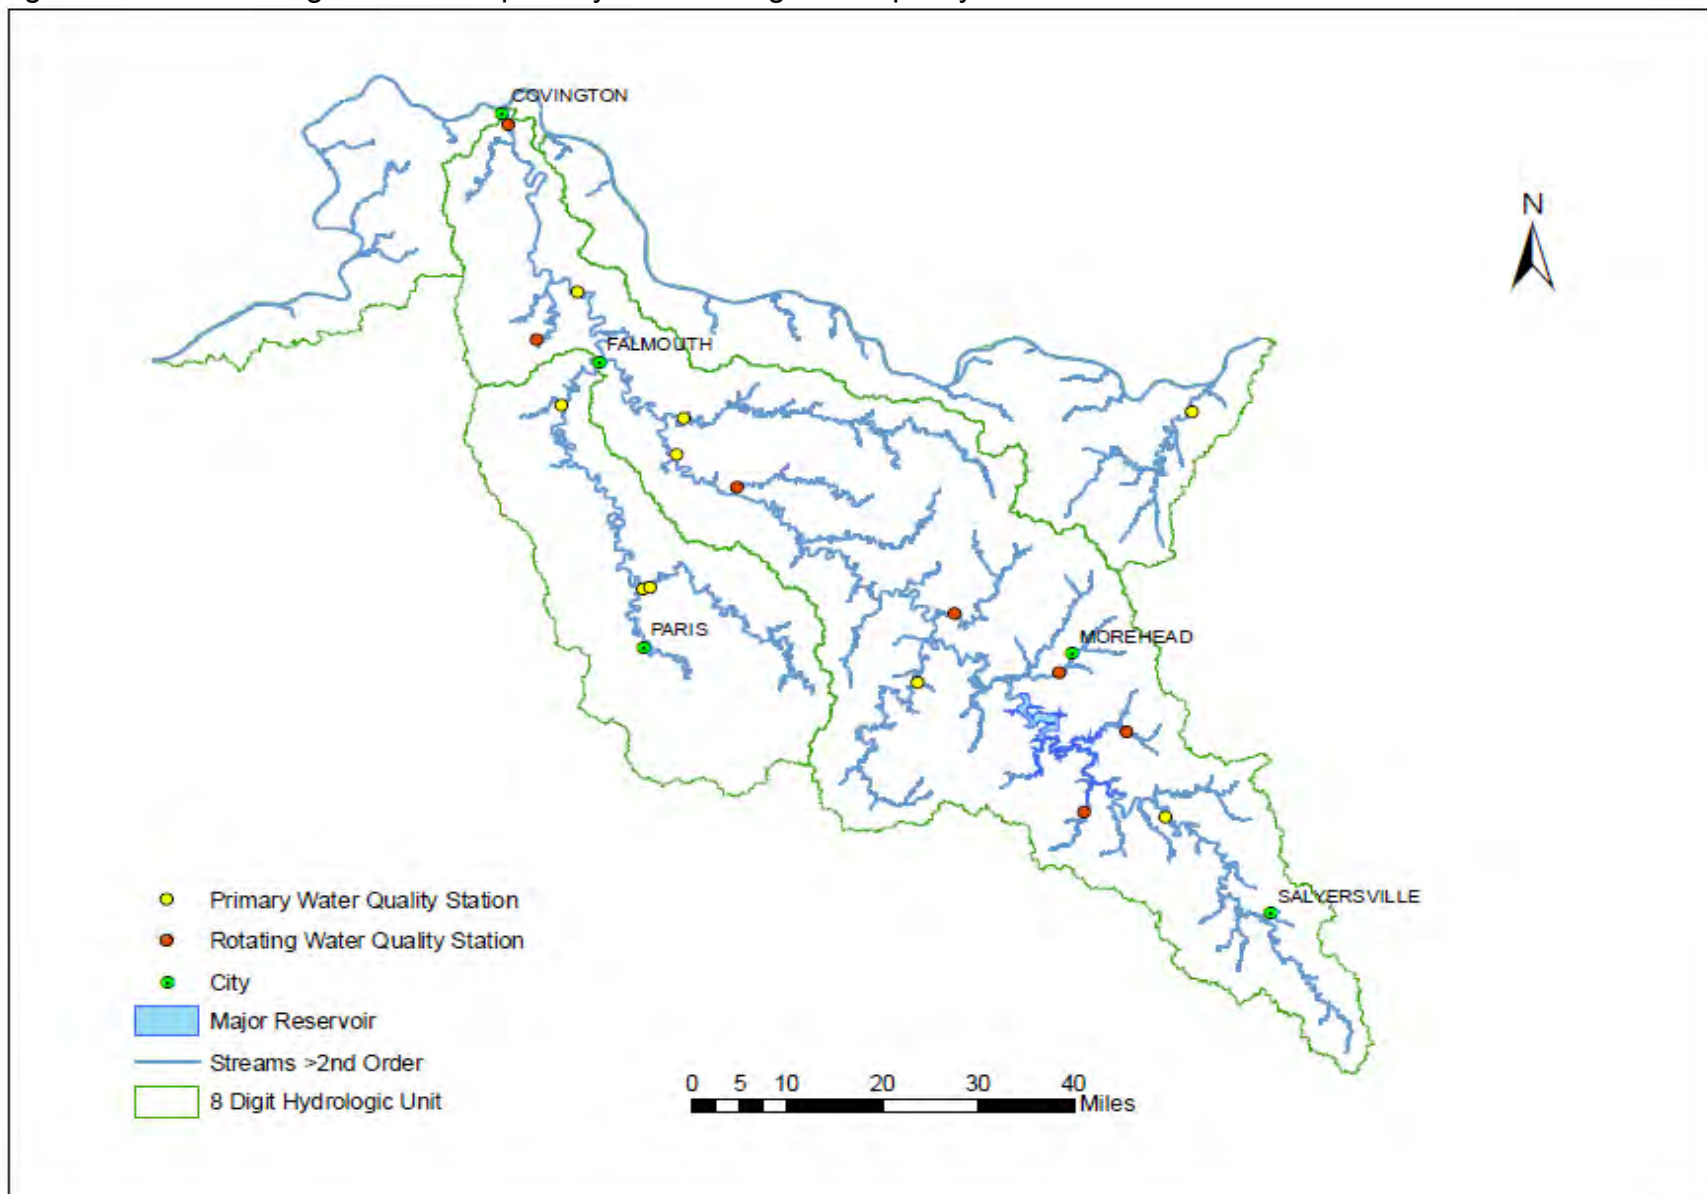 COVINGTON
N
FALMOUTH
PARIS
MOREHEAD
SALYERSVILLE
Primary Water Quality Station
Rotating Water Quality Station
City
Major Reservoir
Streams >2nd Order
8 Digit Hydrologic Unit
0 5 10 20 30 40
Miles